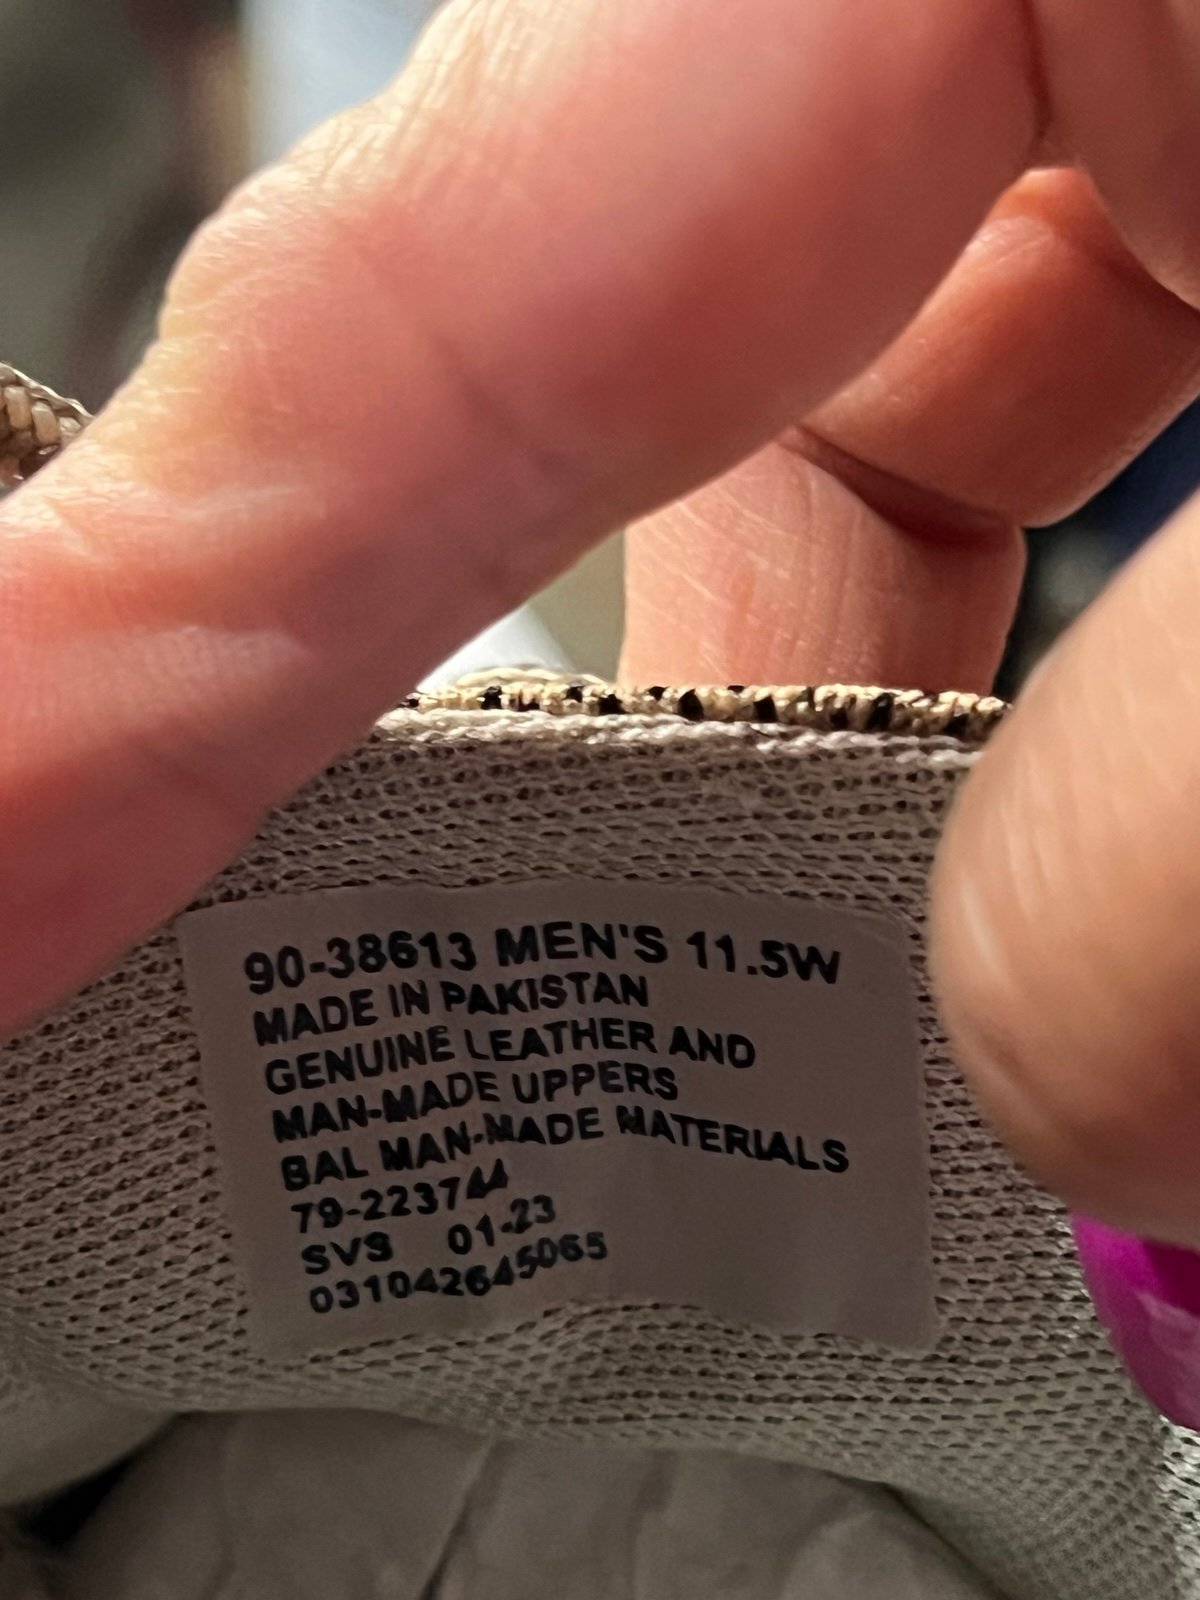 90-38613 MEN'S 11.5W
MADE IN PAKISTAN
GENUINE LEATHER AND
MAN-MADE UPPERS
BAL MAN-MADE MATERIALS
79-223744
SVS 01-23
031042645065